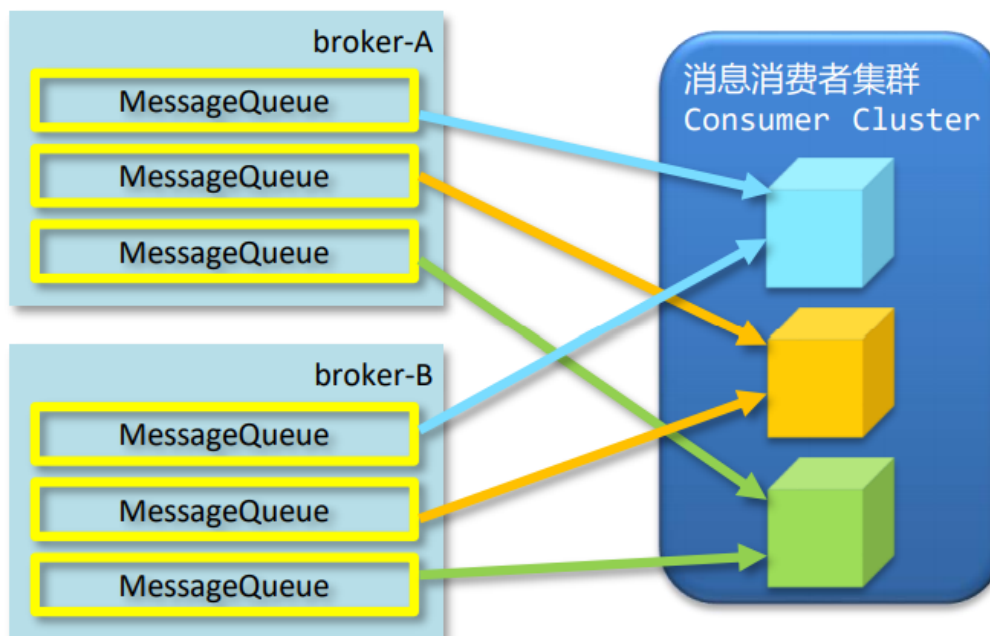 broker-A
MessageQueue
MessageQueue
MessageQueue
broker-B
MessageQueue
MessageQueue
MessageQueue
消息消费者集群
Consumer Cluster